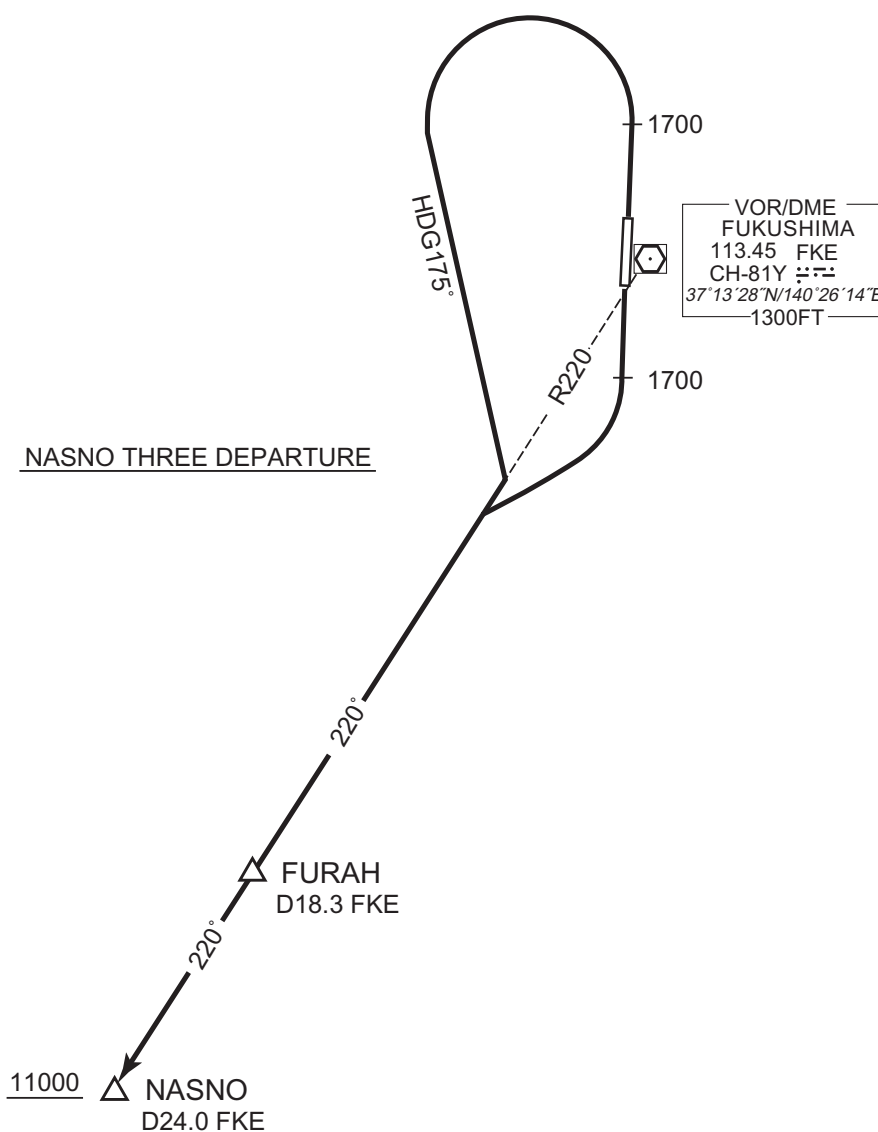 1700
HDG175°
VOR/DME
FUKUSHIMA
113.45 FKE
CH-81Y
37°13´28˝N/140°26´14˝E
1300FT
R220
1700
NASNO THREE DEPARTURE
220°
FURAH
D18.3 FKE
220°
11000
NASNO
D24.0 FKE